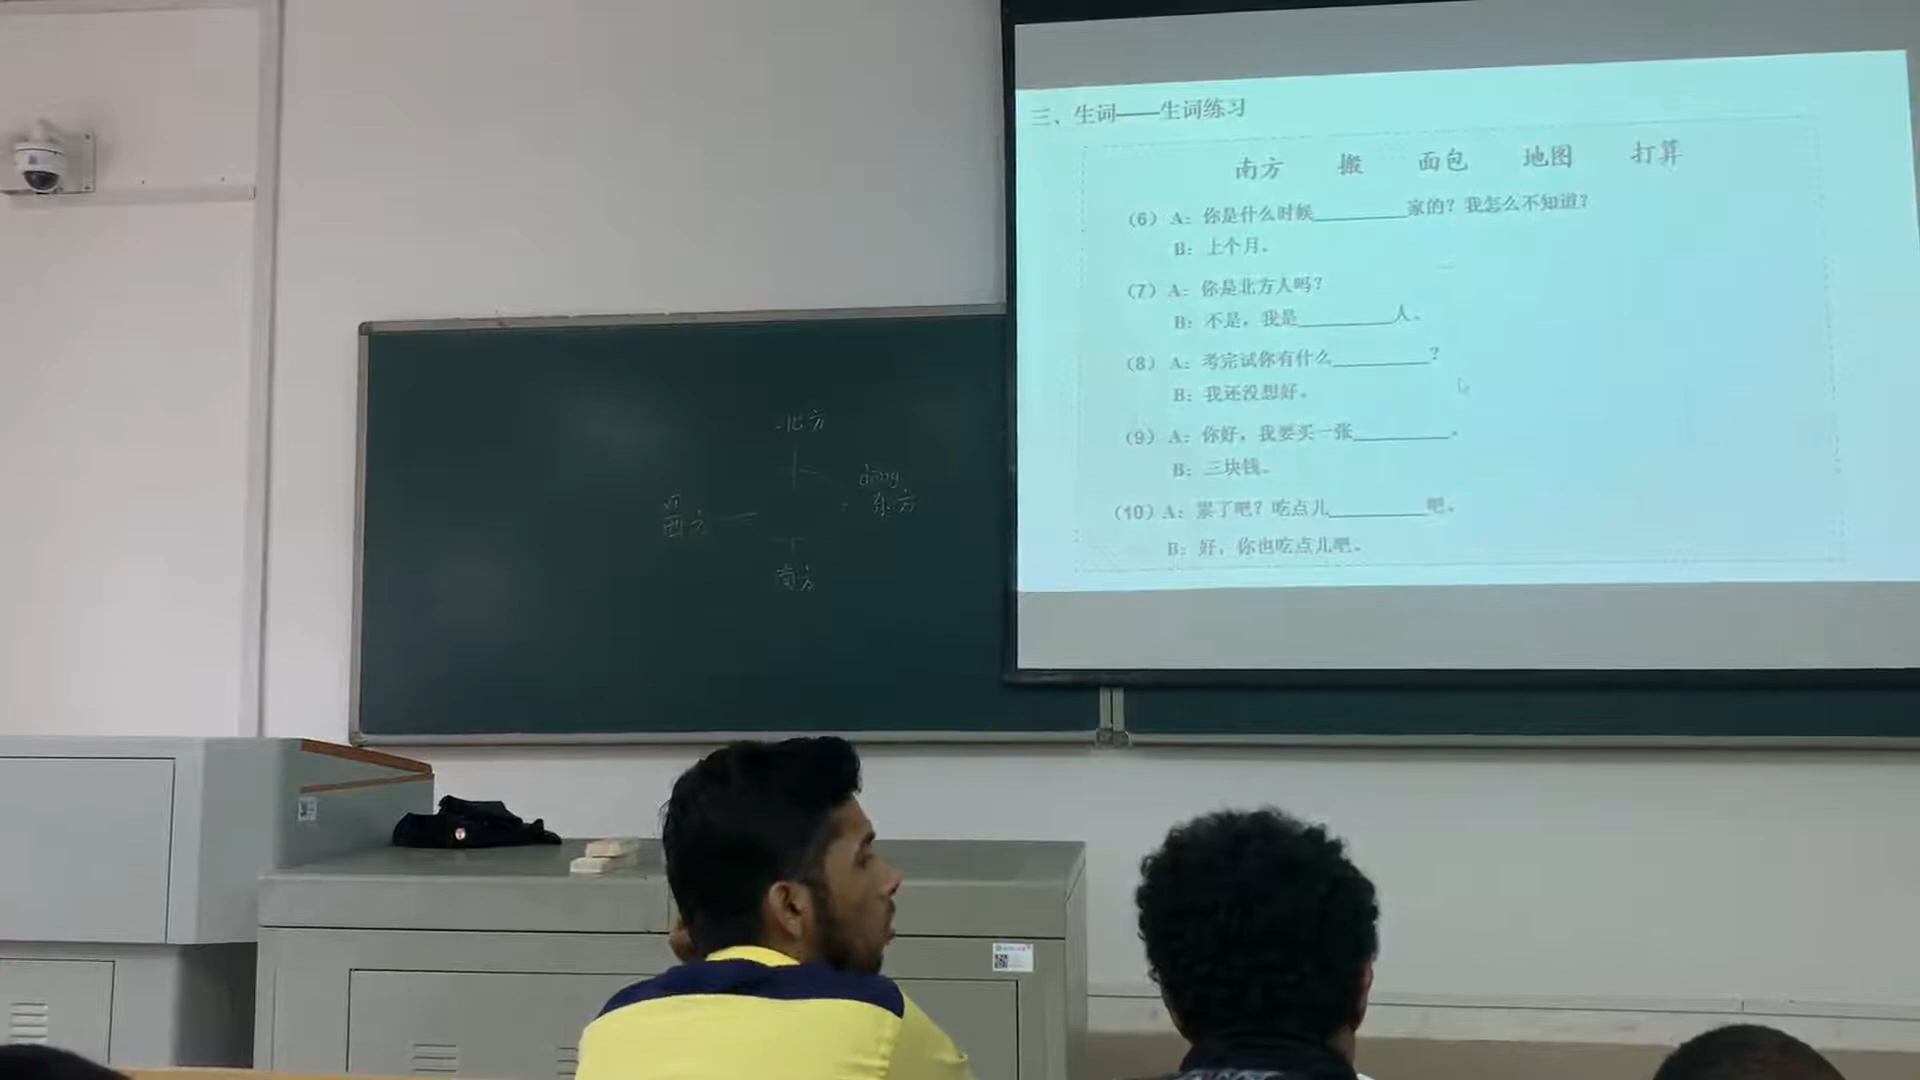 三、生词——生词练习
南方 搬 面包 地图 打算
（6）A：你是什么时候________家的？我怎么不知道？
B：上个月。
（7）A：你是北方人吗？
B：不是，我是________人。
（8）A：考完试你有什么________？
B：我还没想好。
（9）A：你好，我要买一张________。
B：三块钱。
（10）A：累了吧？吃点儿________吧。
B：好，你也吃点儿吧。
北方
dōng
西方
东方
南方